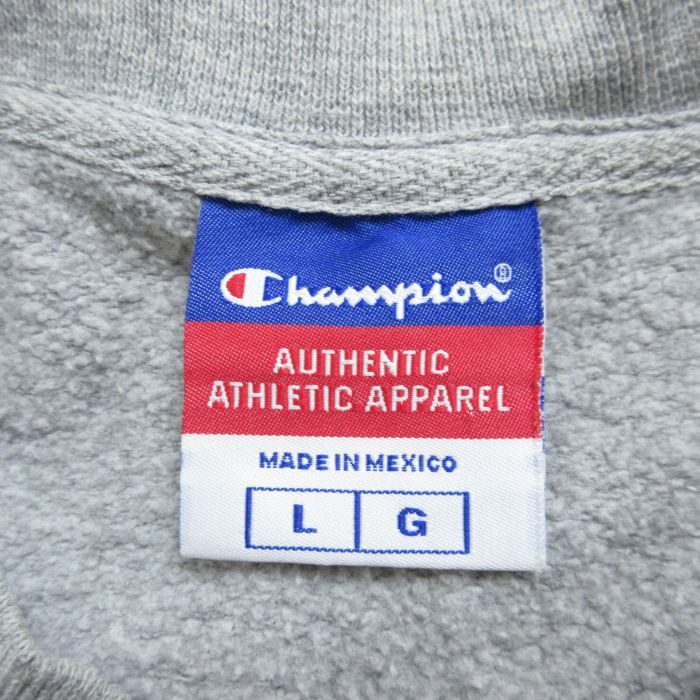 Champion®
AUTHENTIC
ATHLETIC APPAREL
MADE IN MEXICO
L G